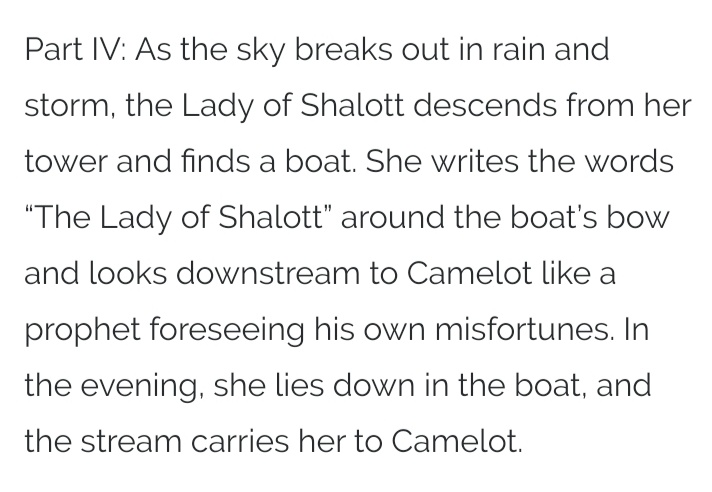 Part IV: As the sky breaks out in rain and
storm, the Lady of Shalott descends from her
tower and finds a boat. She writes the words
“The Lady of Shalott” around the boat’s bow
and looks downstream to Camelot like a
prophet foreseeing his own misfortunes. In
the evening, she lies down in the boat, and
the stream carries her to Camelot.